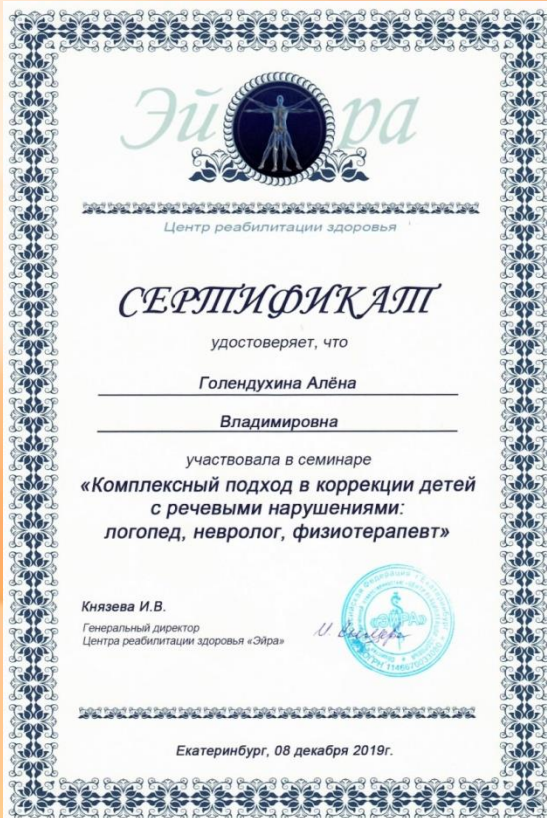 Эйра
Центр реабилитации здоровья
СЕРТИФИКАТ
удостоверяет, что
Голендухина Алёна
Владимировна
участвовала в семинаре
«Комплексный подход в коррекции детей
с речевыми нарушениями:
логопед, невролог, физиотерапевт»
Князева И.В.
Генеральный директор
Центра реабилитации здоровья «Эйра»
«ЭЙРА»
Екатеринбург, 08 декабря 2019г.